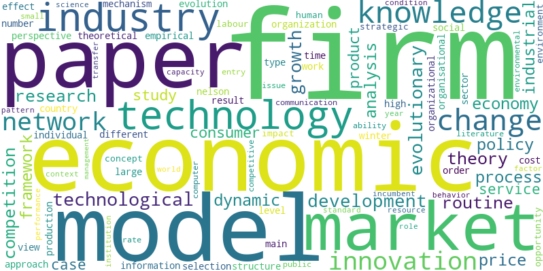 effect science mechanism evolution
small labour human condition
number theoretical empirical
perspective organization strategic social
industry knowledge
paper firm
transfer capacity entry type time work
nelson issue communication
growth product analysis
evolutionary organizational organisational
sector environmental environment industrial
research study result high-
network technology change
pattern country ability year literature
individual different consumer impact
economic
economy policy
competition framework
concept world winter
large computer competitive
context management
theory cost process factor
order service
technological dynamic development routine
production performance institution level
standard resource incumbent behavior
model market
view rate main role opportunity
approach case information selection structure public
innovation price